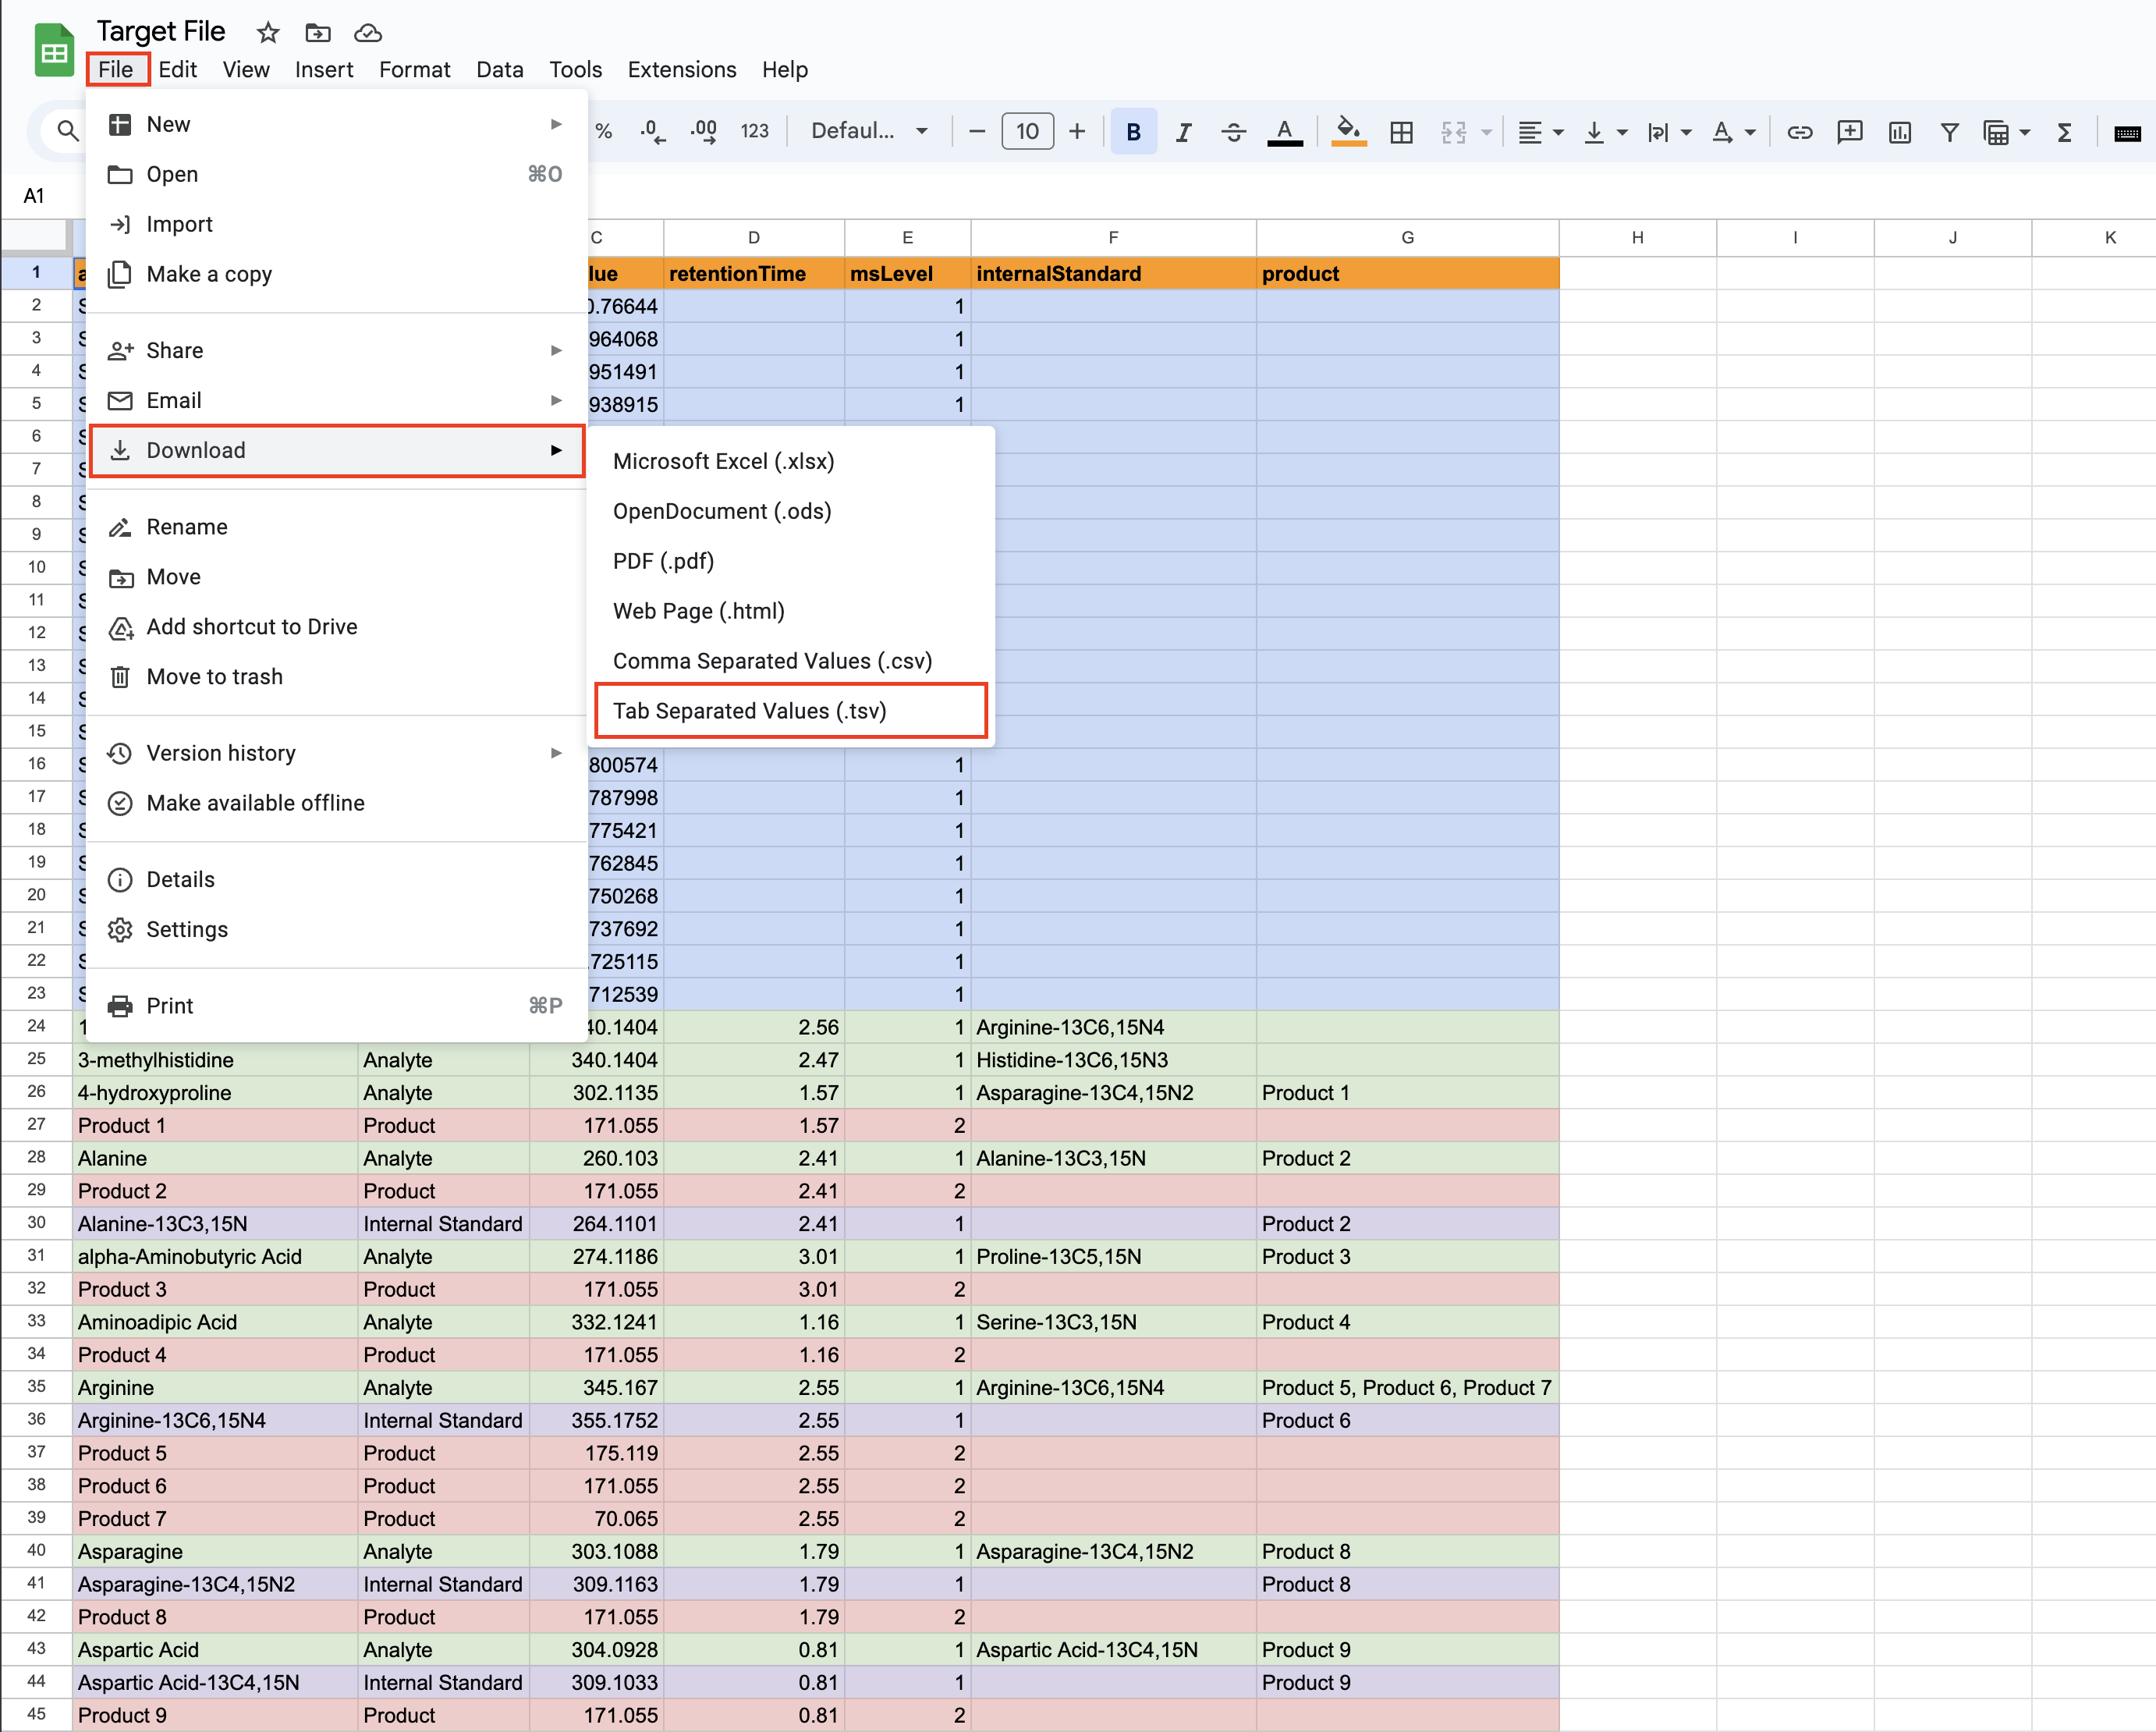 Target File
File Edit View Insert Format Data Tools Extensions Help
% .0 .00 123 Defaul... 10 B I A A Σ
A1
New
Open ⌘O
Import
Make a copy
Share
Email
Download
Rename
Move
Add shortcut to Drive
Move to trash
Version history
Make available offline
Details
Settings
Print ⌘P
Microsoft Excel (.xlsx)
OpenDocument (.ods)
PDF (.pdf)
Web Page (.html)
Comma Separated Values (.csv)
Tab Separated Values (.tsv)
C D E F G H I J K
1 retentionTime msLevel internalStandard product
2 0.76644 1
3 964068 1
4 951491 1
5 938915 1
6
7
8
9
10
11
12
13
14
15
16 800574 1
17 787998 1
18 775421 1
19 762845 1
20 750268 1
21 737692 1
22 725115 1
23 712539 1
24 40.1404 2.56 1 Arginine-13C6,15N4
25 3-methylhistidine Analyte 340.1404 2.47 1 Histidine-13C6,15N3
26 4-hydroxyproline Analyte 302.1135 1.57 1 Asparagine-13C4,15N2 Product 1
27 Product 1 Product 171.055 1.57 2
28 Alanine Analyte 260.103 2.41 1 Alanine-13C3,15N Product 2
29 Product 2 Product 171.055 2.41 2
30 Alanine-13C3,15N Internal Standard 264.1101 2.41 1 Product 2
31 alpha-Aminobutyric Acid Analyte 274.1186 3.01 1 Proline-13C5,15N Product 3
32 Product 3 Product 171.055 3.01 2
33 Aminoadipic Acid Analyte 332.1241 1.16 1 Serine-13C3,15N Product 4
34 Product 4 Product 171.055 1.16 2
35 Arginine Analyte 345.167 2.55 1 Arginine-13C6,15N4 Product 5, Product 6, Product 7
36 Arginine-13C6,15N4 Internal Standard 355.1752 2.55 1 Product 6
37 Product 5 Product 175.119 2.55 2
38 Product 6 Product 171.055 2.55 2
39 Product 7 Product 70.065 2.55 2
40 Asparagine Analyte 303.1088 1.79 1 Asparagine-13C4,15N2 Product 8
41 Asparagine-13C4,15N2 Internal Standard 309.1163 1.79 1 Product 8
42 Product 8 Product 171.055 1.79 2
43 Aspartic Acid Analyte 304.0928 0.81 1 Aspartic Acid-13C4,15N Product 9
44 Aspartic Acid-13C4,15N Internal Standard 309.1033 0.81 1 Product 9
45 Product 9 Product 171.055 0.81 2